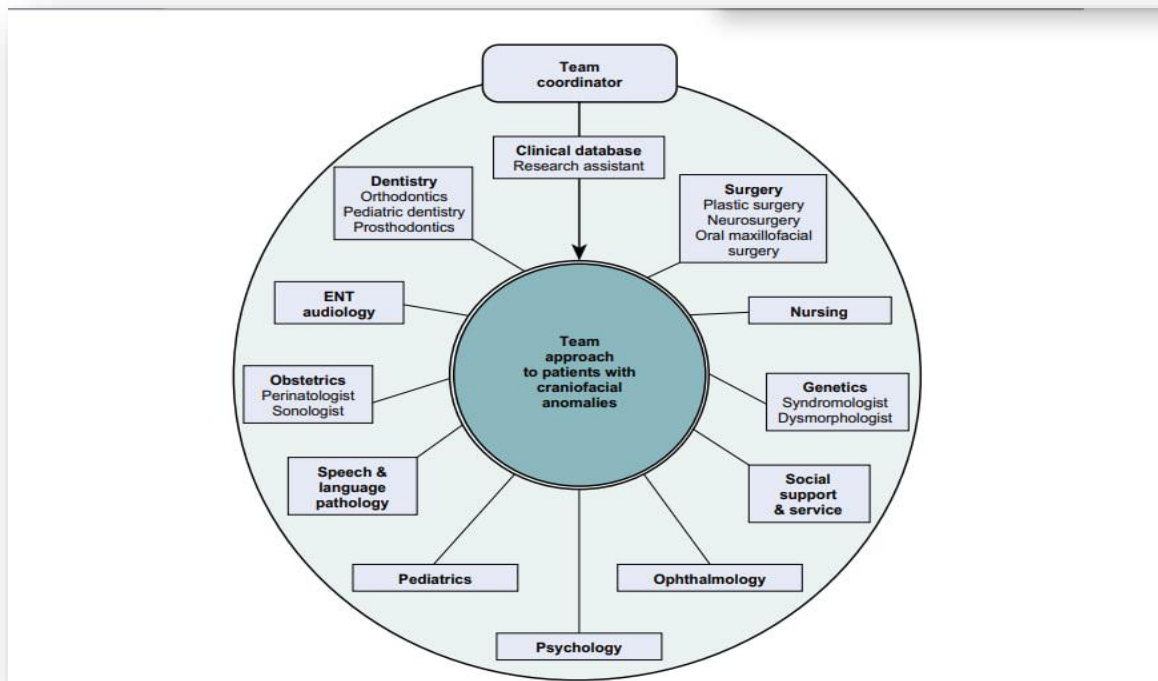 Team
coordinator
Clinical database
Research assistant
Dentistry
Orthodontics
Pediatric dentistry
Prosthodontics
Surgery
Plastic surgery
Neurosurgery
Oral maxillofacial
surgery
ENT
audiology
Nursing
Team
approach
to patients with
craniofacial
anomalies
Obstetrics
Perinatologist
Sonologist
Genetics
Syndromologist
Dysmorphologist
Speech &
language
pathology
Social
support
& service
Pediatrics
Ophthalmology
Psychology